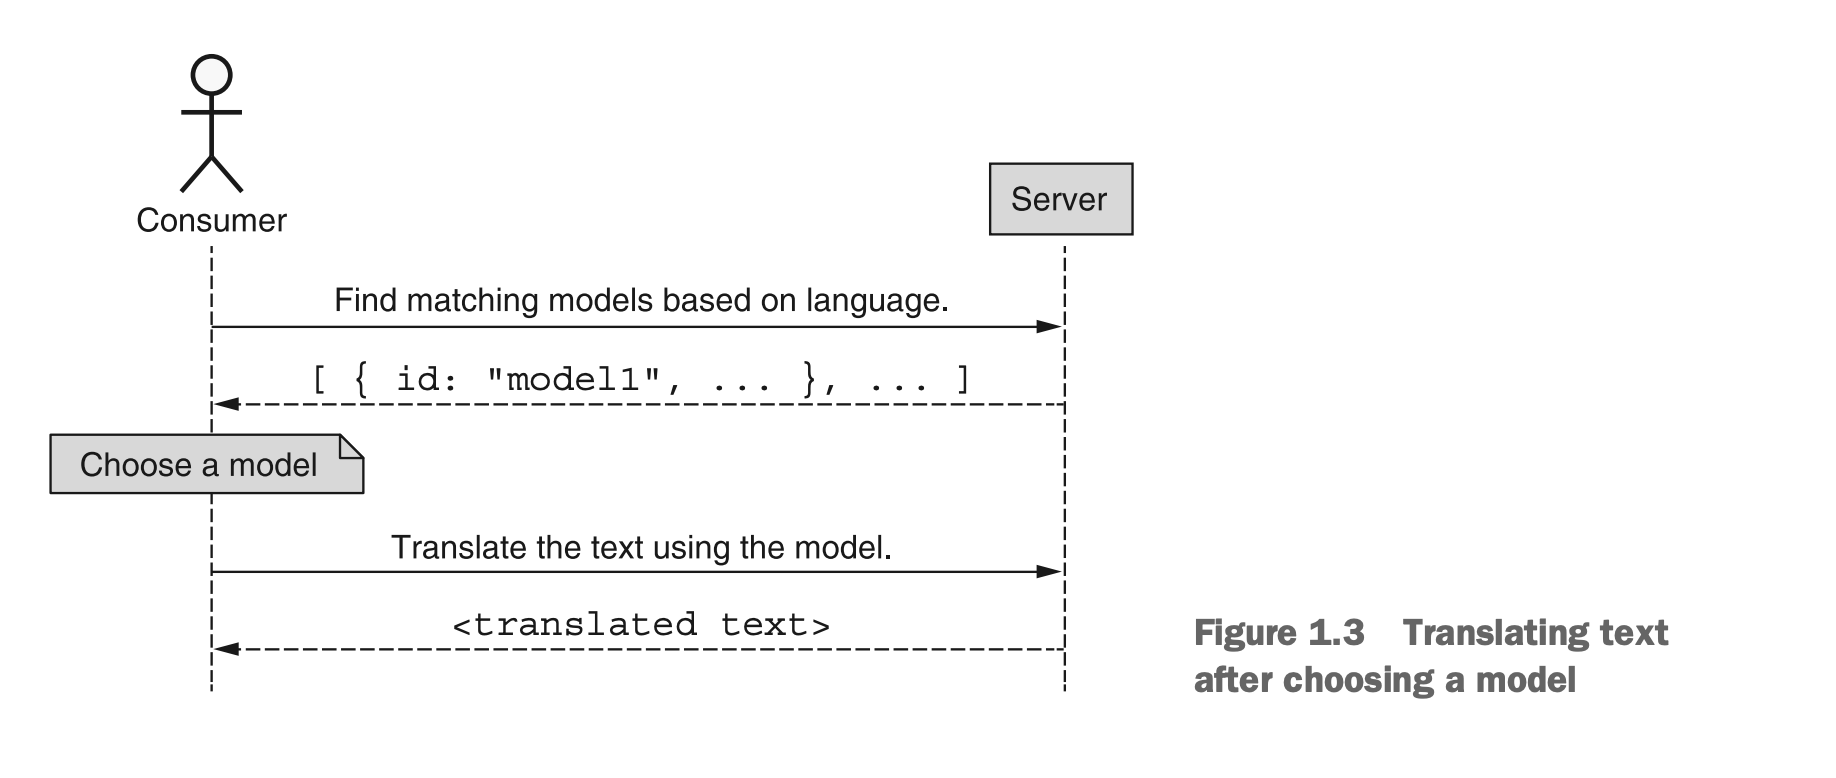 Consumer
Server
Find matching models based on language.
[ { id: "model1", ... }, ... ]
Choose a model
Translate the text using the model.
<translated text>
Figure 1.3 Translating text
after choosing a model